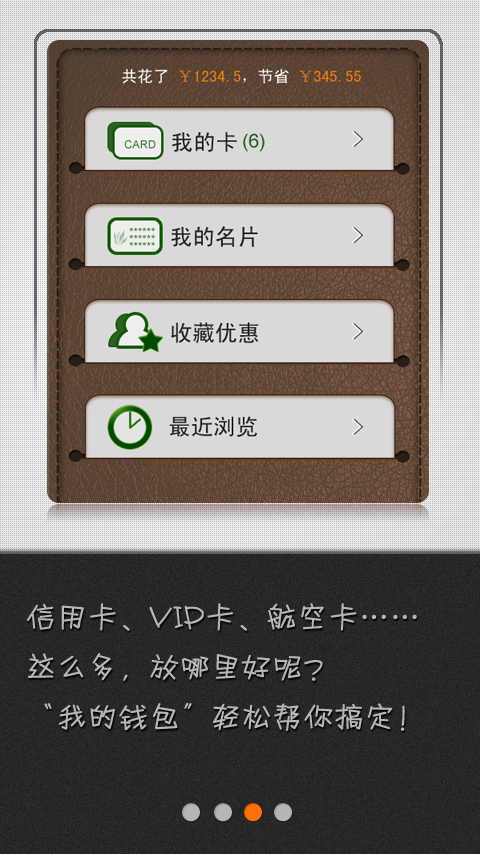 共花了 ￥1234.5，节省 ￥345.55
CARD 我的卡(6)
我的名片
收藏优惠
最近浏览
信用卡、VIP卡、航空卡……
这么多，放哪里好呢？
“我的钱包”轻松帮你搞定！